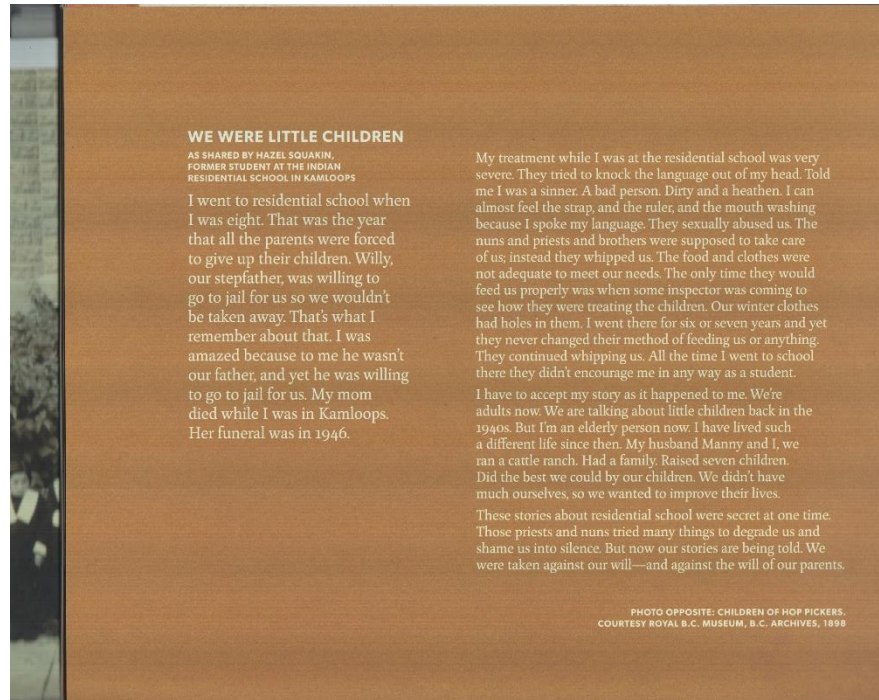 WE WERE LITTLE CHILDREN
AS SHARED BY HAZEL SQUAKIN,
FORMER STUDENT AT THE INDIAN
RESIDENTIAL SCHOOL IN KAMLOOPS
I went to residential school when
I was eight. That was the year
that all the parents were forced
to give up their children. Willy,
our stepfather, was willing to
go to jail for us so we wouldn't
be taken away. That's what I
remember about that. I was
amazed because to me he wasn't
our father, and yet he was willing
to go to jail for us. My mom
died while I was in Kamloops.
Her funeral was in 1946.
My treatment while I was at the residential school was very
severe. They tried to knock the language out of my head. Told
me I was a sinner. A bad person. Dirty and a heathen. I can
almost feel the strap, and the ruler, and the mouth washing
because I spoke my language. They sexually abused us. The
nuns and priests and brothers were supposed to take care
of us; instead they whipped us. The food and clothes were
not adequate to meet our needs. The only time they would
feed us properly was when some inspector was coming to
see how they were treating the children. Our winter clothes
had holes in them. I went there for six or seven years and yet
they never changed their method of feeding us or anything.
They continued whipping us. All the time I went to school
there they didn't encourage me in any way as a student.
I have to accept my story as it happened to me. We're
adults now. We are talking about little children back in the
1940s. But I'm an elderly person now. I have lived such
a different life since then. My husband Manny and I, we
ran a cattle ranch. Had a family. Raised seven children.
Did the best we could by our children. We didn't have
much ourselves, so we wanted to improve their lives.
These stories about residential school were secret at one time.
Those priests and nuns tried many things to degrade us and
shame us into silence. But now our stories are being told. We
were taken against our will—and against the will of our parents.
PHOTO OPPOSITE: CHILDREN OF HOP PICKERS.
COURTESY ROYAL B.C. MUSEUM, B.C. ARCHIVES, 1898